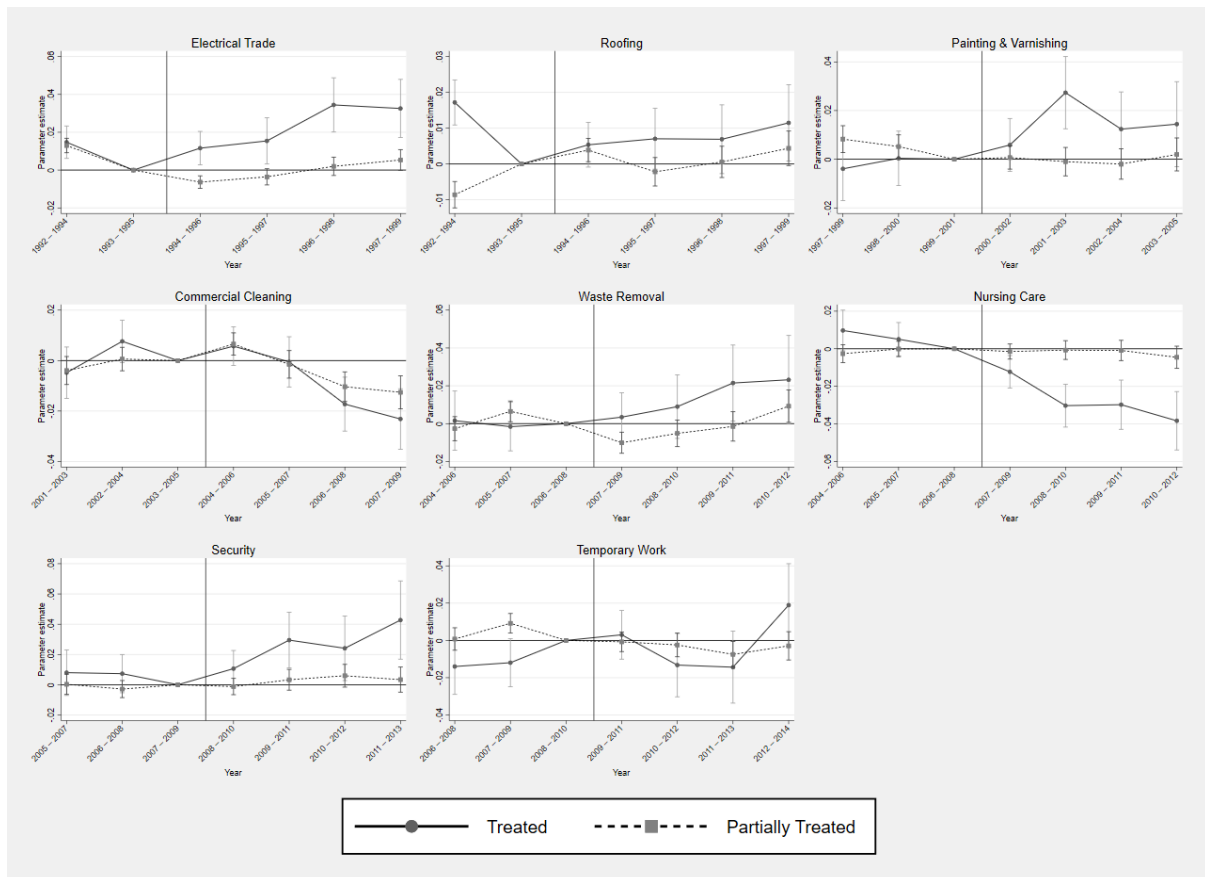 Electrical Trade
Parameter estimate
.06
.04
.02
0
-.02
1992 – 1994
1993 – 1995
1994 – 1996
1995 – 1997
1996 – 1998
1997 – 1999
Year
Roofing
Parameter estimate
.03
.02
.01
0
-.01
1992 – 1994
1993 – 1995
1994 – 1996
1995 – 1997
1996 – 1998
1997 – 1999
Year
Painting & Varnishing
Parameter estimate
.04
.02
0
-.02
1997 – 1999
1998 – 2000
1999 – 2001
2000 – 2002
2001 – 2003
2002 – 2004
2003 – 2005
Year
Commercial Cleaning
Parameter estimate
.02
0
-.02
-.04
2001 – 2003
2002 – 2004
2003 – 2005
2004 – 2006
2005 – 2007
2006 – 2008
2007 – 2009
Year
Waste Removal
Parameter estimate
.06
.04
.02
0
-.02
2004 – 2006
2005 – 2007
2006 – 2008
2007 – 2009
2008 – 2010
2009 – 2011
2010 – 2012
Year
Nursing Care
Parameter estimate
.02
0
-.02
-.04
-.06
2004 – 2006
2005 – 2007
2006 – 2008
2007 – 2009
2008 – 2010
2009 – 2011
2010 – 2012
Year
Security
Parameter estimate
.08
.06
.04
.02
0
-.02
2005 – 2007
2006 – 2008
2007 – 2009
2008 – 2010
2009 – 2011
2010 – 2012
2011 – 2013
Year
Temporary Work
Parameter estimate
.04
.02
0
-.02
-.04
2006 – 2008
2007 – 2009
2008 – 2010
2009 – 2011
2010 – 2012
2011 – 2013
2012 – 2014
Year
Treated
Partially Treated